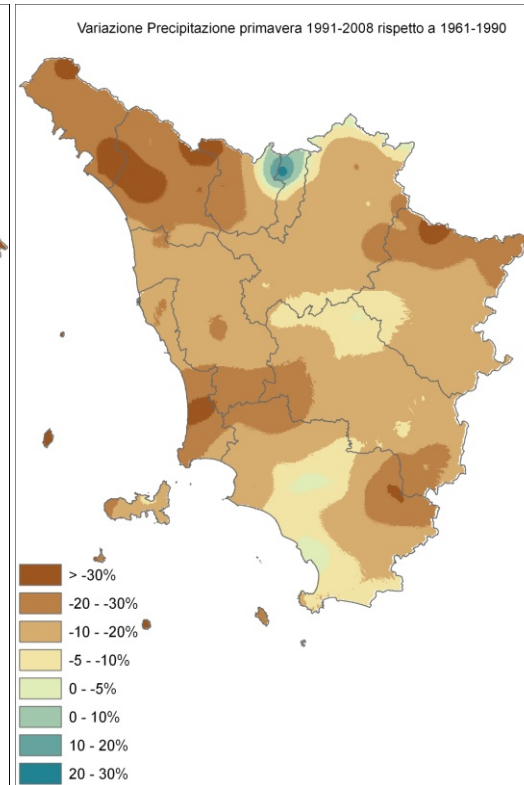 Variazione Precipitazione primavera 1991-2008 rispetto a 1961-1990
> -30%
-20 - -30%
-10 - -20%
-5 - -10%
0 - -5%
0 - 10%
10 - 20%
20 - 30%